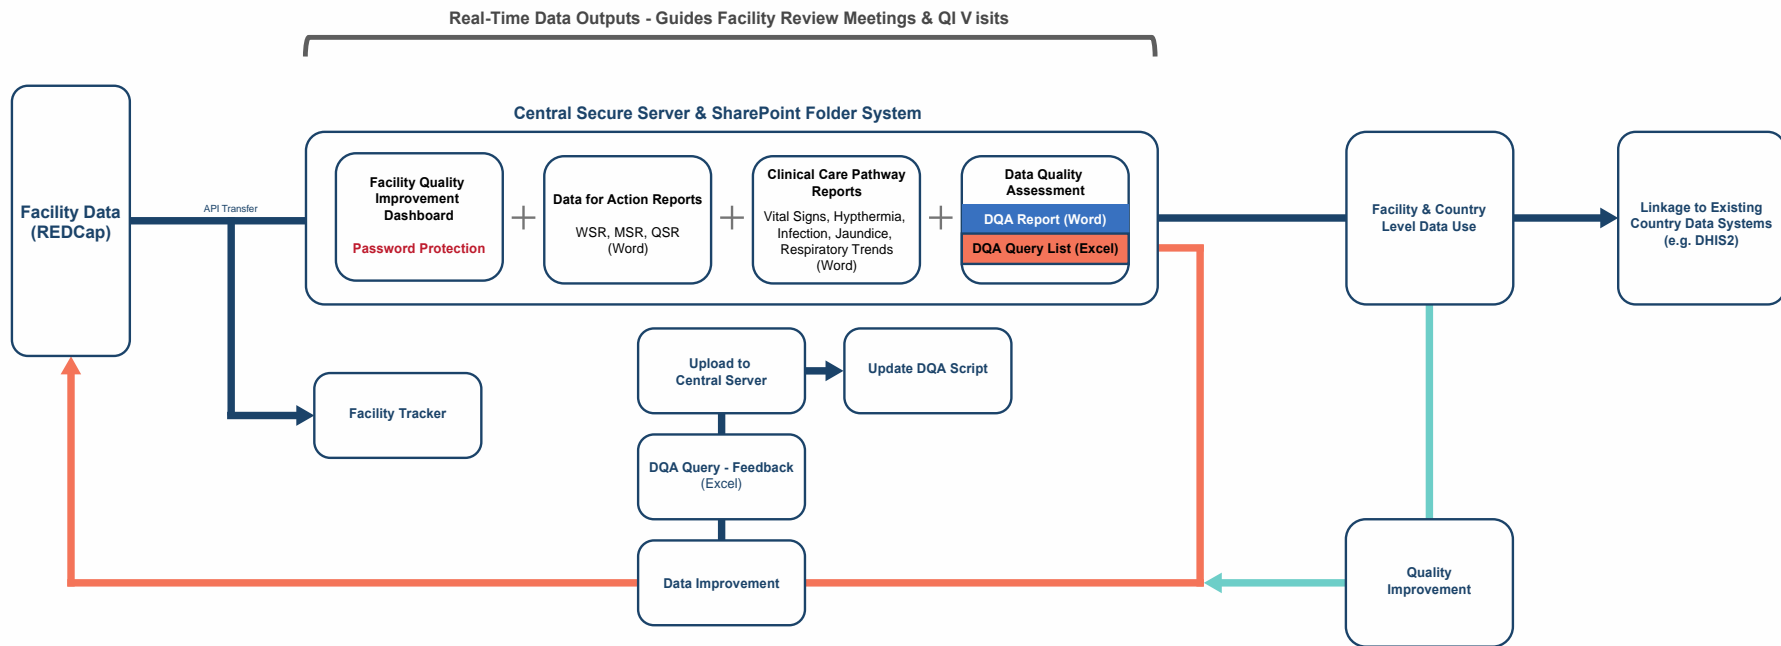 Real-Time Data Outputs - Guides Facility Review Meetings & QI Visits
Central Secure Server & SharePoint Folder System
Facility Data
(REDCap)
API Transfer
Facility Quality
Improvement
Dashboard
Password Protection
Data for Action Reports
WSR, MSR, QSR
(Word)
Clinical Care Pathway
Reports
Vital Signs, Hypthermia,
Infection, Jaundice,
Respiratory Trends
(Word)
Data Quality
Assessment
DQA Report (Word)
DQA Query List (Excel)
Facility & Country
Level Data Use
Linkage to Existing
Country Data Systems
(e.g. DHIS2)
Upload to
Central Server
Update DQA Script
Facility Tracker
DQA Query - Feedback
(Excel)
Data Improvement
Quality
Improvement